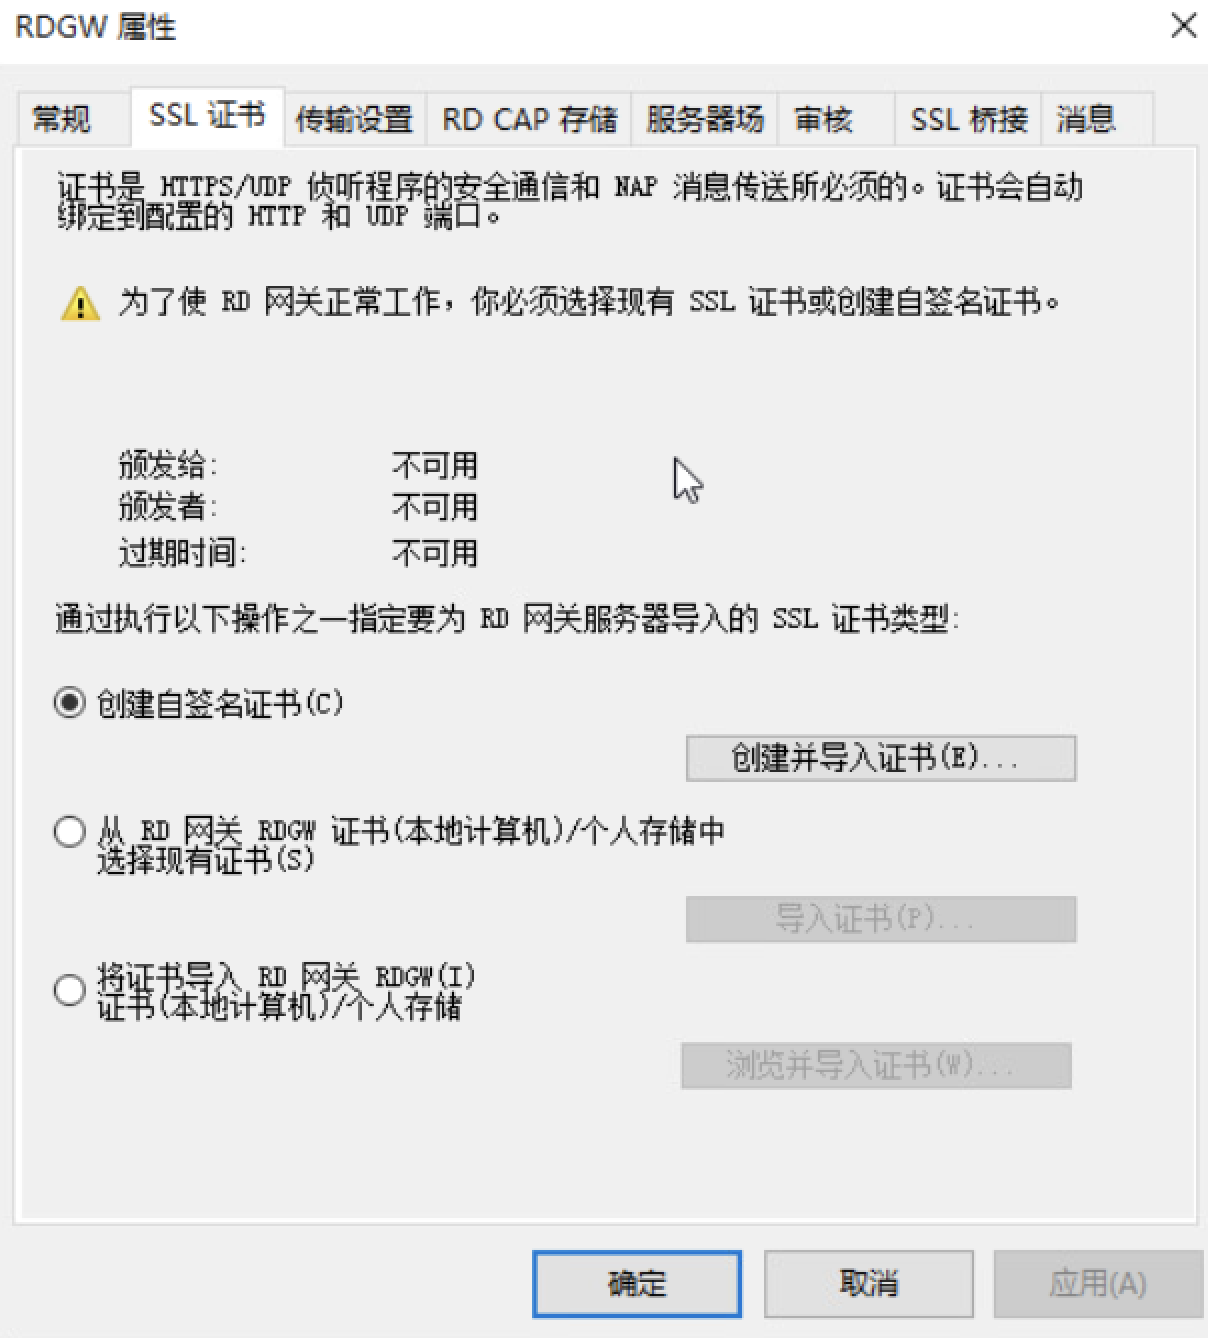 RDGW 属性
常规 SSL 证书 传输设置 RD CAP 存储 服务器场 审核 SSL 桥接 消息
证书是 HTTPS/UDP 侦听程序的安全通信和 NAP 消息传送所必须的。证书会自动
绑定到配置的 HTTP 和 UDP 端口。
为了使 RD 网关正常工作，你必须选择现有 SSL 证书或创建自签名证书。
颁发给: 不可用
颁发者: 不可用
过期时间: 不可用
通过执行以下操作之一指定要为 RD 网关服务器导入的 SSL 证书类型:
创建自签名证书(C)
创建并导入证书(E)...
从 RD 网关 RDGW 证书(本地计算机)/个人存储中
选择现有证书(S)
导入证书(P)...
将证书导入 RD 网关 RDGW(I)
证书(本地计算机)/个人存储
浏览并导入证书(W)...
确定 取消 应用(A)